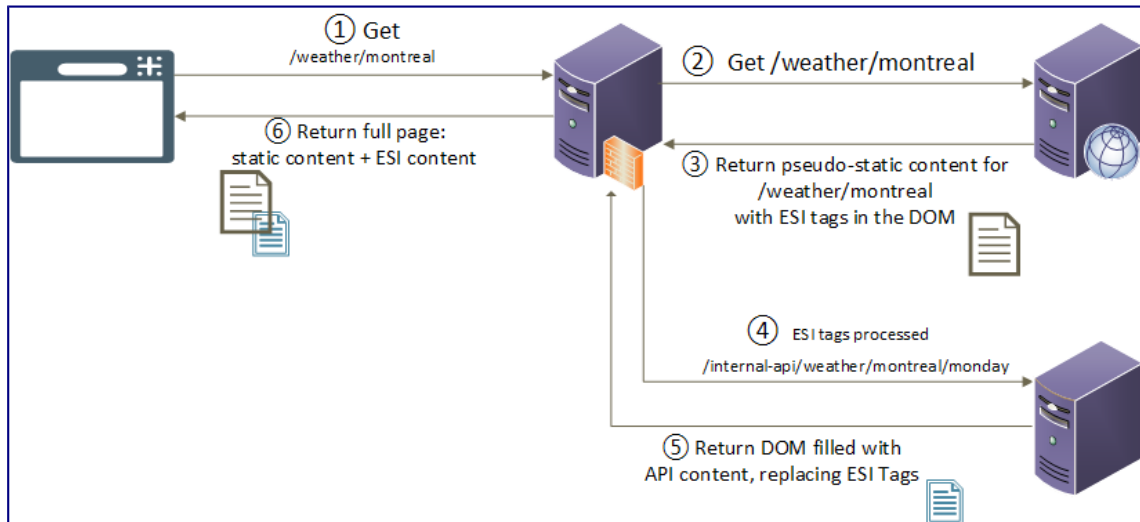 ① Get
/weather/montreal
② Get /weather/montreal
⑥ Return full page:
static content + ESI content
③ Return pseudo-static content for
/weather/montreal
with ESI tags in the DOM
④ ESI tags processed
/internal-api/weather/montreal/monday
⑤ Return DOM filled with
API content, replacing ESI Tags